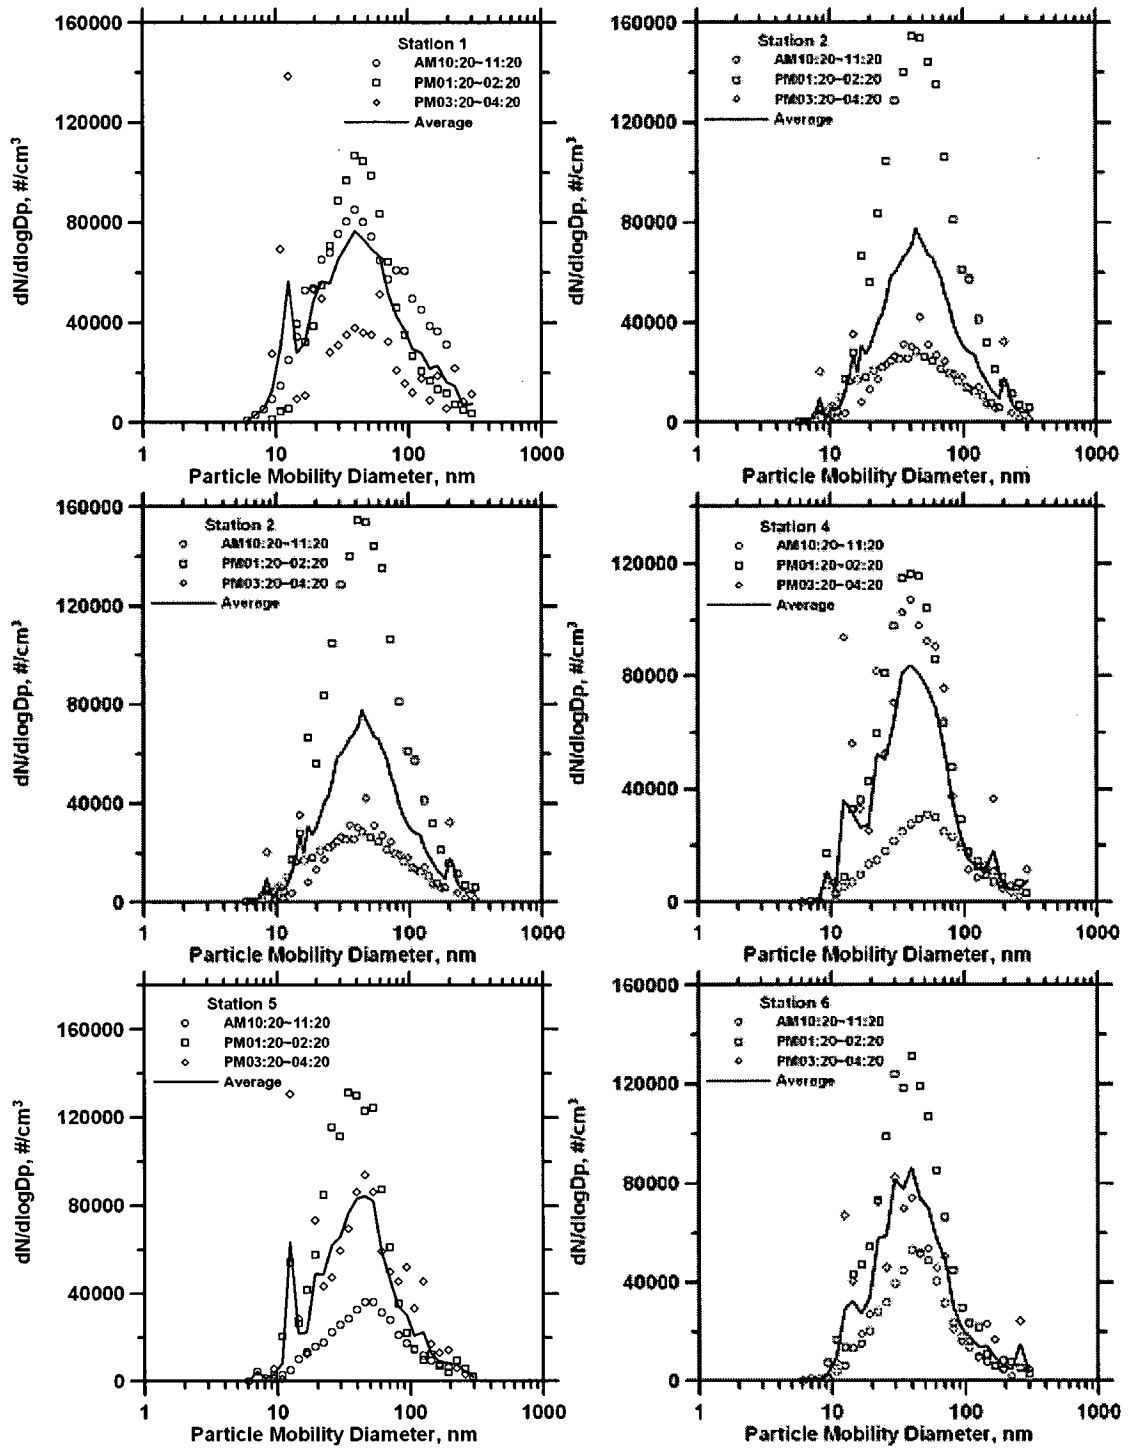 160000
120000
80000
40000
0
dN/dlogDp, #/cm³
Station 1
AM10:20~11:20
PM01:20~02:20
PM03:20~04:20
Average
10
100
1000
Particle Mobility Diameter, nm
160000
120000
80000
40000
0
dN/dlogDp, #/cm³
Station 2
AM10:20~11:20
PM01:20~02:20
PM03:20~04:20
Average
1
10
100
1000
Particle Mobility Diameter, nm
160000
120000
80000
40000
0
dN/dlogDp, #/cm³
Station 2
AM10:20~11:20
PM01:20~02:20
PM03:20~04:20
Average
1
10
100
1000
Particle Mobility Diameter, nm
120000
80000
40000
0
dN/dlogDp, #/cm³
Station 4
AM10:20~11:20
PM01:20~02:20
PM03:20~04:20
Average
1
10
100
1000
Particle Mobility Diameter, nm
160000
120000
80000
40000
0
dN/dlogDp, #/cm³
Station 5
AM10:20~11:20
PM01:20~02:20
PM03:20~04:20
Average
1
10
100
1000
Particle Mobility Diameter, nm
160000
120000
80000
40000
0
dN/dlogDp, #/cm³
Station 6
AM10:20~11:20
PM01:20~02:20
PM03:20~04:20
Average
1
10
100
1000
Particle Mobility Diameter, nm